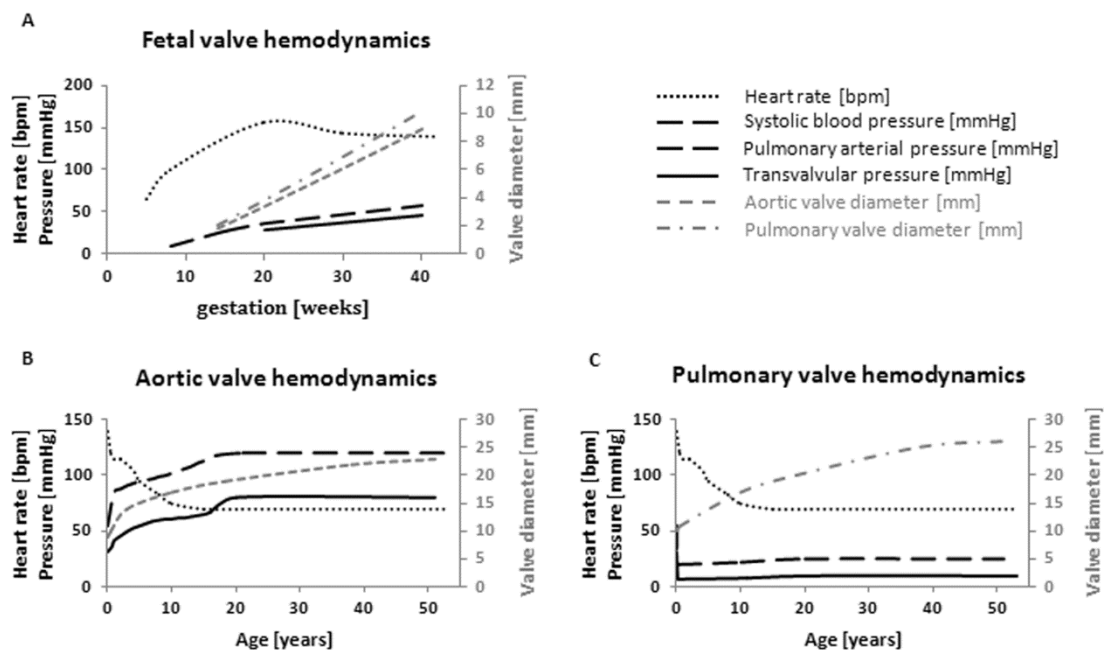 A
Fetal valve hemodynamics
Heart rate [bpm]
Pressure [mmHg]
200
150
100
50
0
12
10
8
6
4
2
0
Valve diameter [mm]
0 10 20 30 40
gestation [weeks]
Heart rate [bpm]
Systolic blood pressure [mmHg]
Pulmonary arterial pressure [mmHg]
Transvalvular pressure [mmHg]
Aortic valve diameter [mm]
Pulmonary valve diameter [mm]
B
Aortic valve hemodynamics
Heart rate [bpm]
Pressure [mmHg]
150
100
50
0
30
25
20
15
10
5
0
Valve diameter [mm]
0 10 20 30 40 50
Age [years]
C
Pulmonary valve hemodynamics
Heart rate [bpm]
Pressure [mmHg]
150
100
50
0
30
25
20
15
10
5
0
Valve diameter [mm]
0 10 20 30 40 50
Age [years]